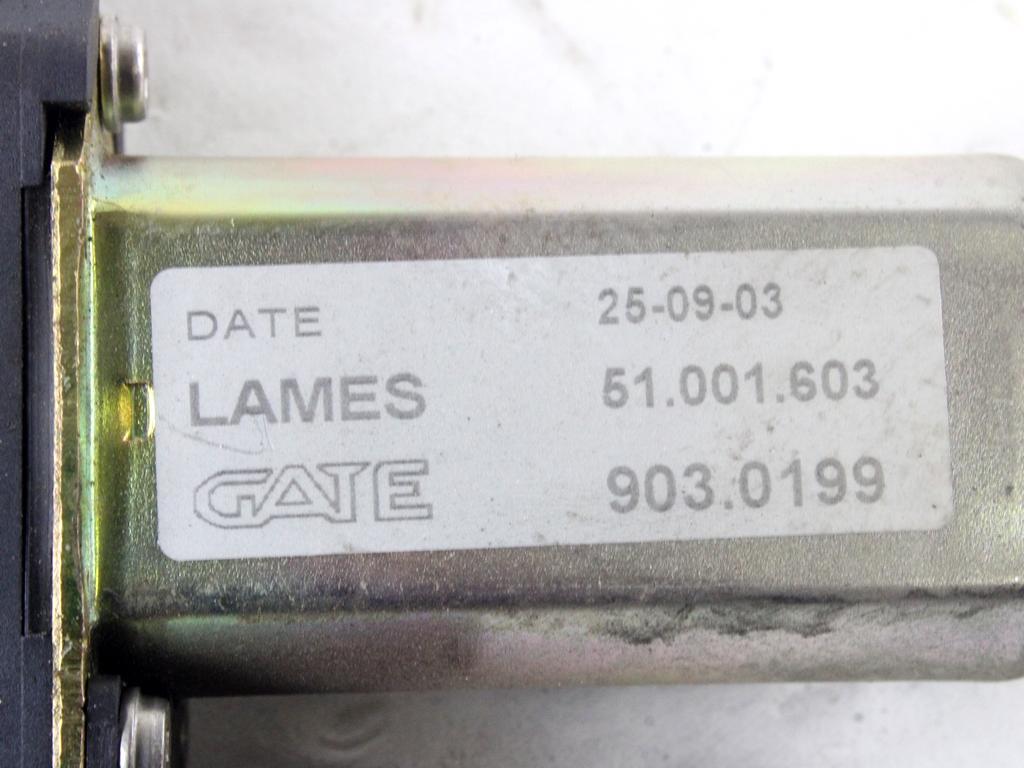 DATE 25-09-03
LAMES 51.001.603
GATE 903.0199